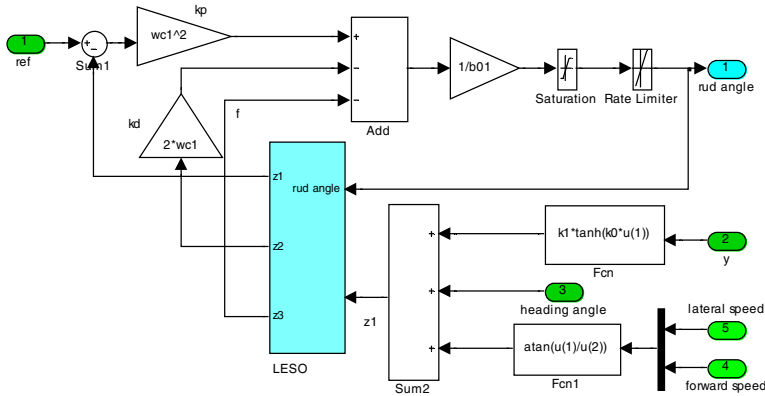 kp
1
ref
+
−
Sum1
wc1^2
+
−
−
Add
1/b01
Saturation
Rate Limiter
1
rud angle
kd
2*wc1
f
z1
rud angle
z2
z3
LESO
z1
+
+
+
Sum2
k1*tanh(k0*u(1))
Fcn
2
y
3
heading angle
lateral speed
5
atan(u(1)/u(2))
Fcn1
4
forward speed